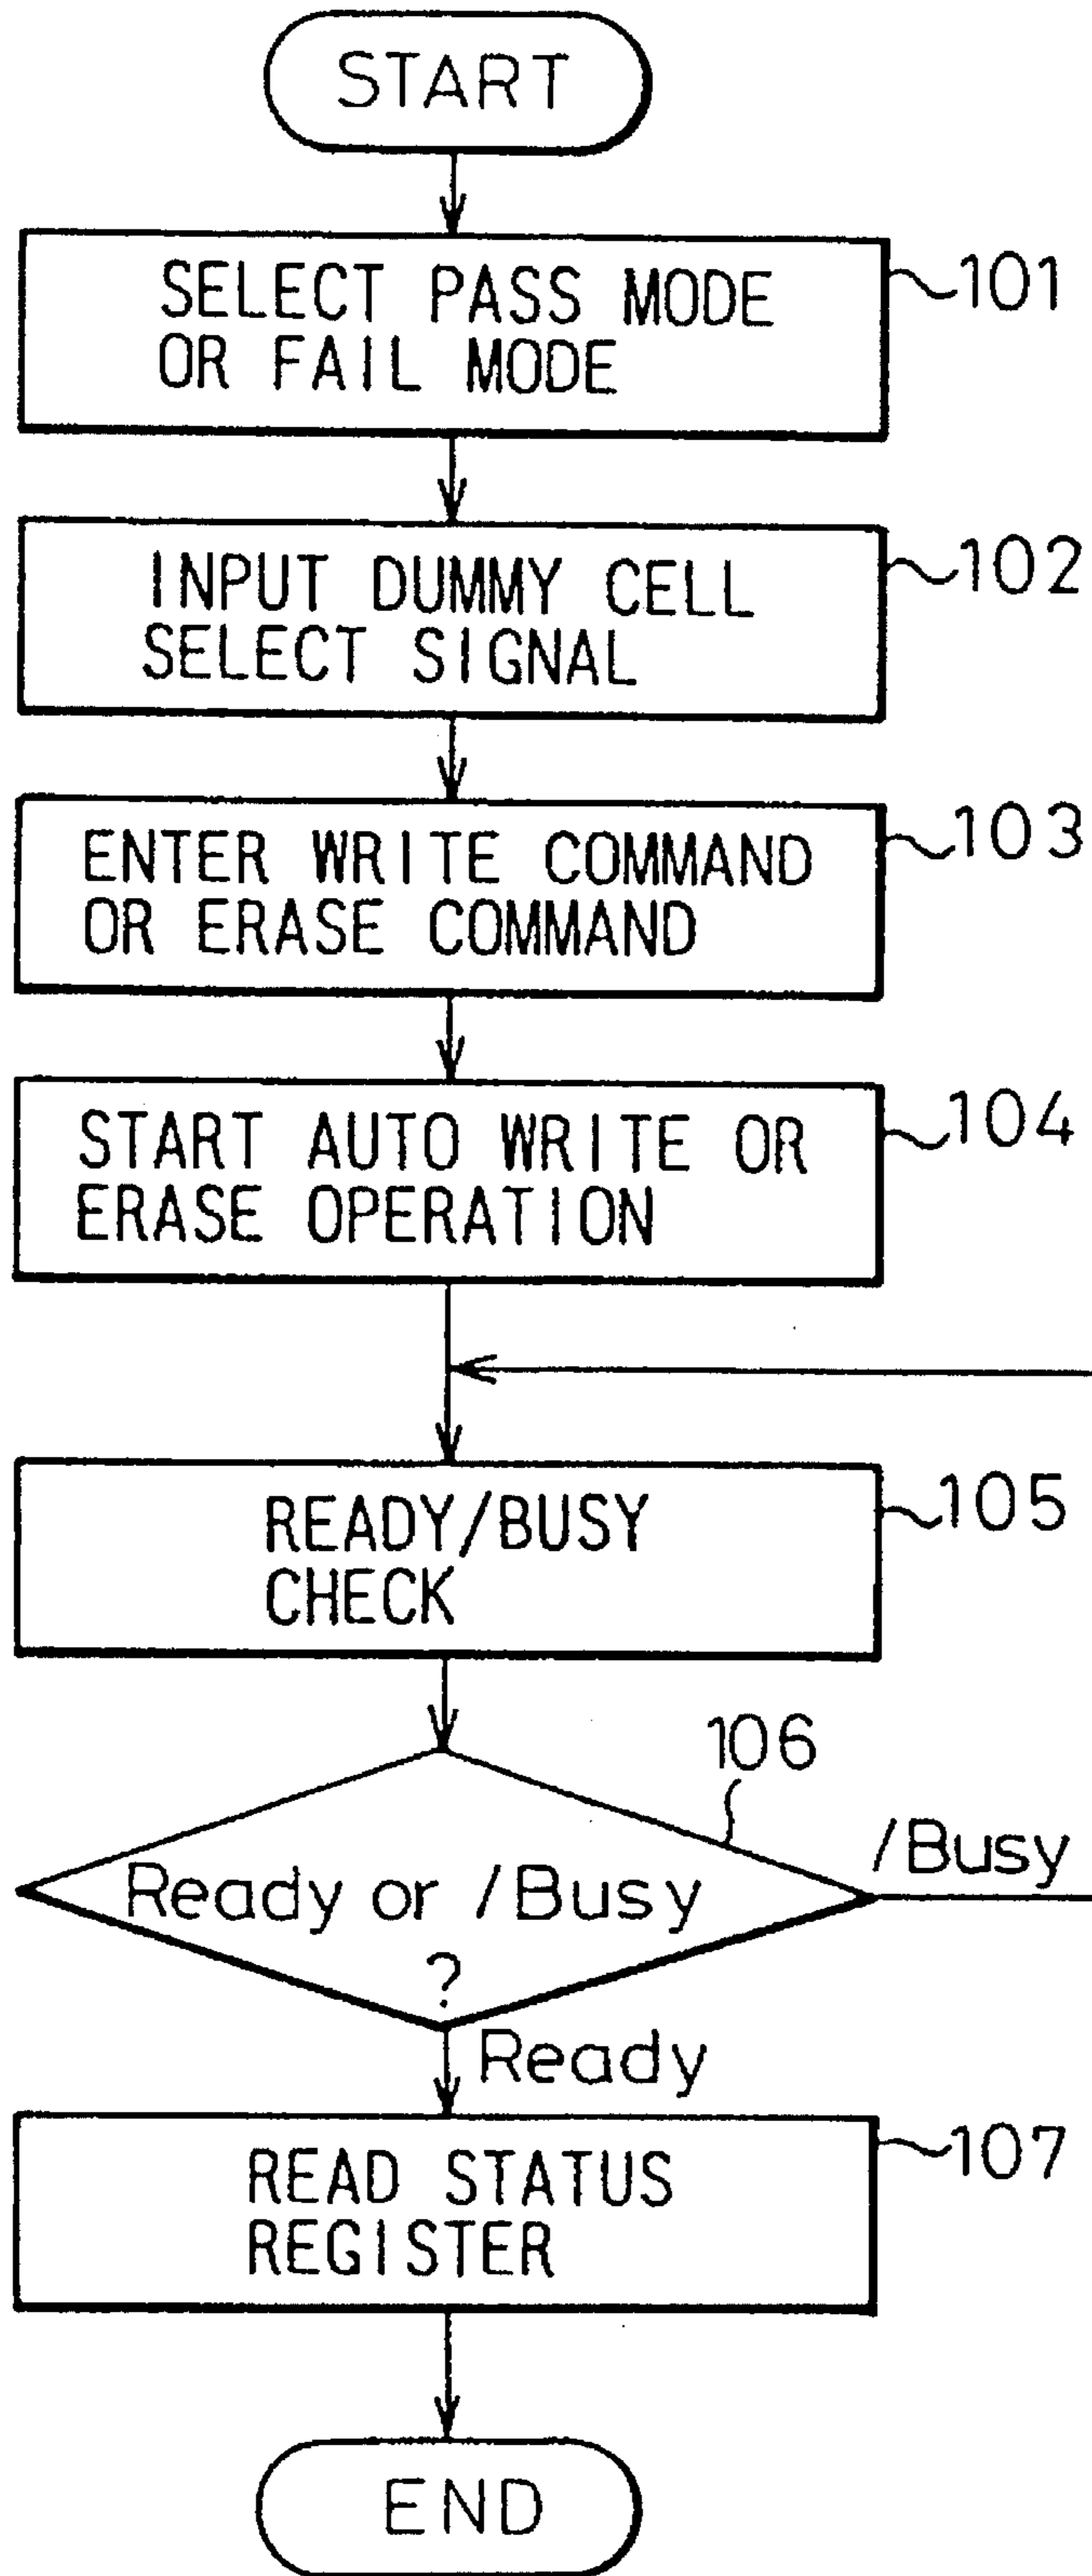 START
SELECT PASS MODE
OR FAIL MODE
101
INPUT DUMMY CELL
SELECT SIGNAL
102
ENTER WRITE COMMAND
OR ERASE COMMAND
103
START AUTO WRITE OR
ERASE OPERATION
104
READY/BUSY
CHECK
105
106
Ready or /Busy
?
/Busy
Ready
READ STATUS
REGISTER
107
END